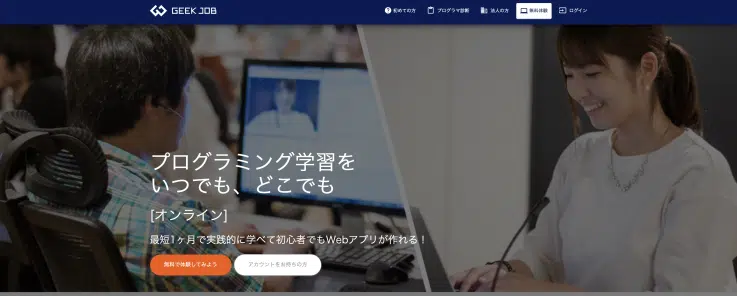 GEEK JOB
初めての方
プログラマ診断
法人の方
無料体験
ログイン
プログラミング学習を
いつでも、どこでも
[オンライン]
最短1ヶ月で実践的に学べて初心者でもWebアプリが作れる！
無料で体験してみよう
アカウントをお持ちの方